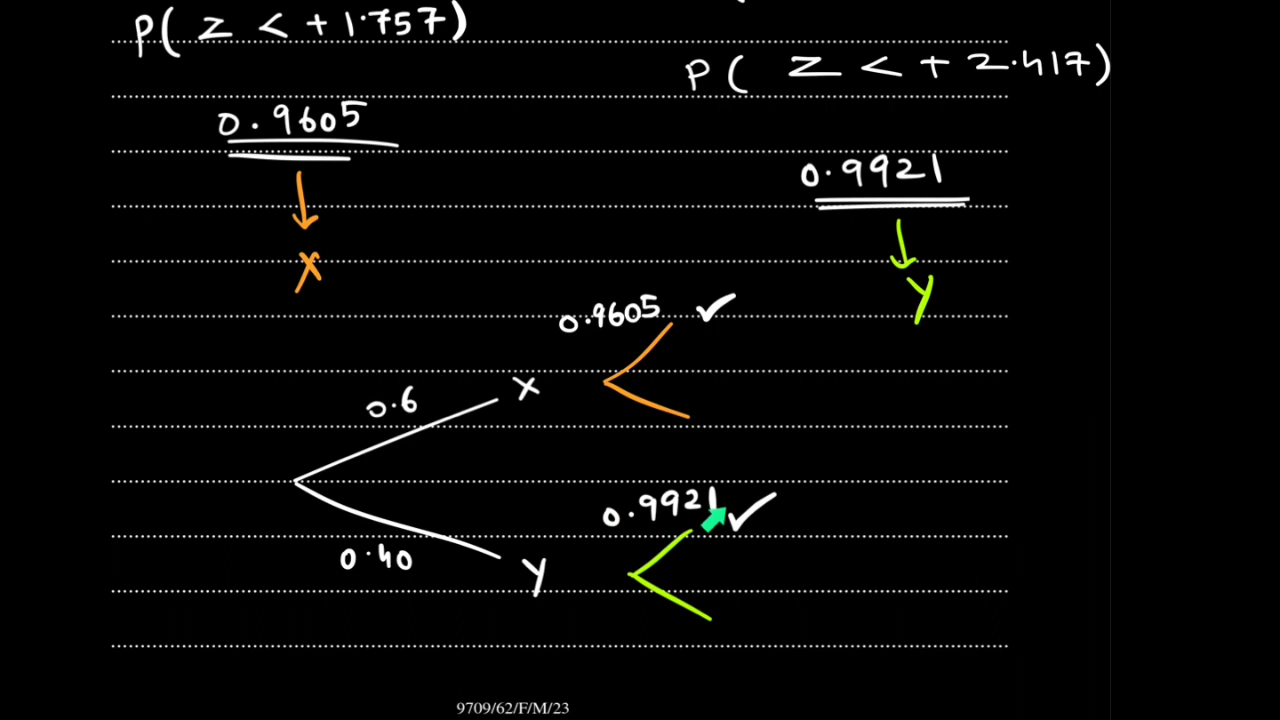 P( Z < + 1.757)
P( Z < + 2.417)
0.9605
0.9921
X
Y
0.9605 ✓
0.6
X
0.9921 ✓
0.40
Y
9709/62/F/M/23